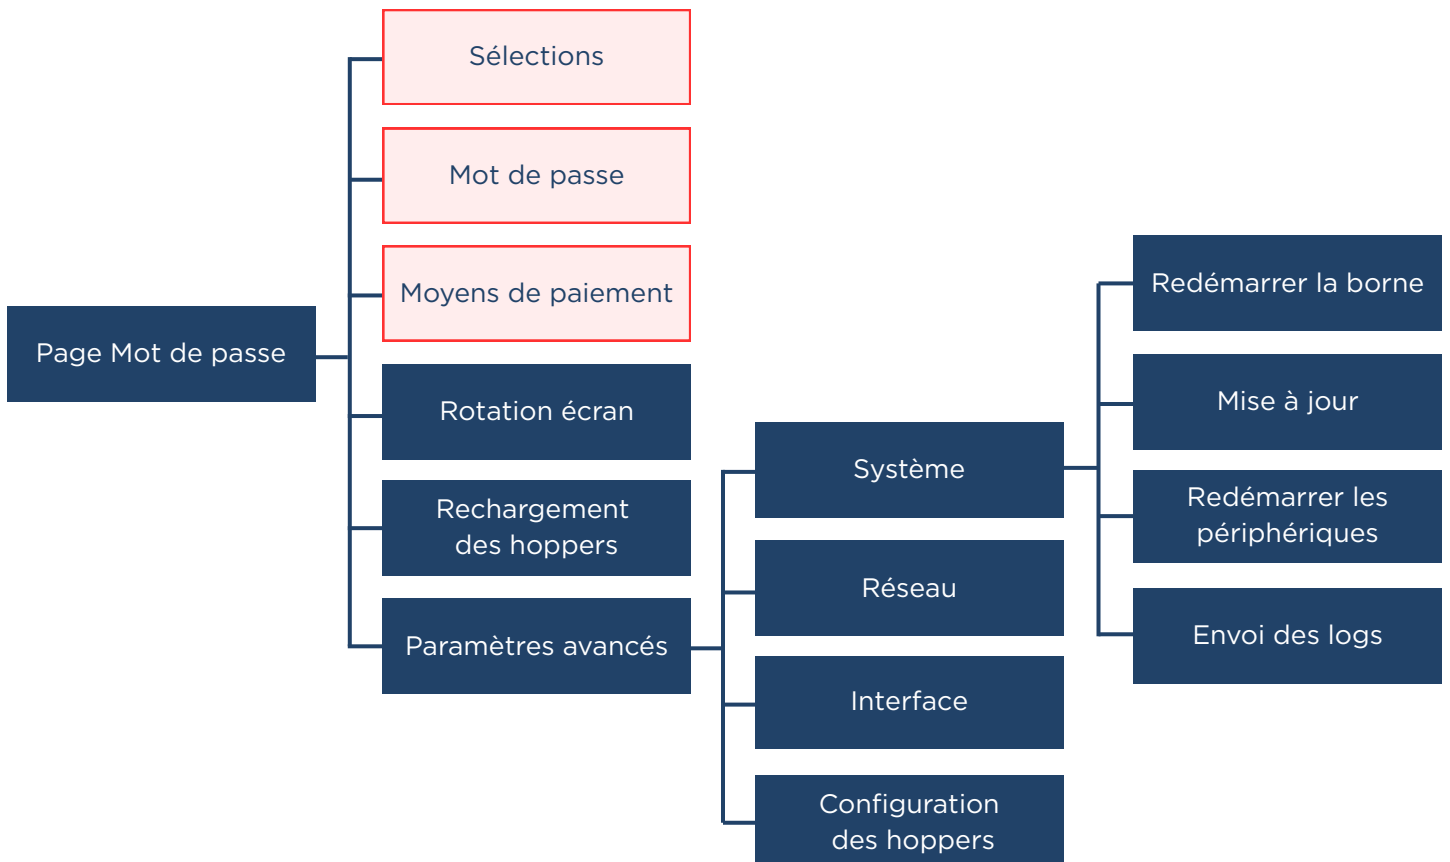 Page Mot de passe
Sélections
Mot de passe
Moyens de paiement
Rotation écran
Rechargement
des hoppers
Paramètres avancés
Système
Réseau
Interface
Configuration
des hoppers
Redémarrer la borne
Mise à jour
Redémarrer les
périphériques
Envoi des logs